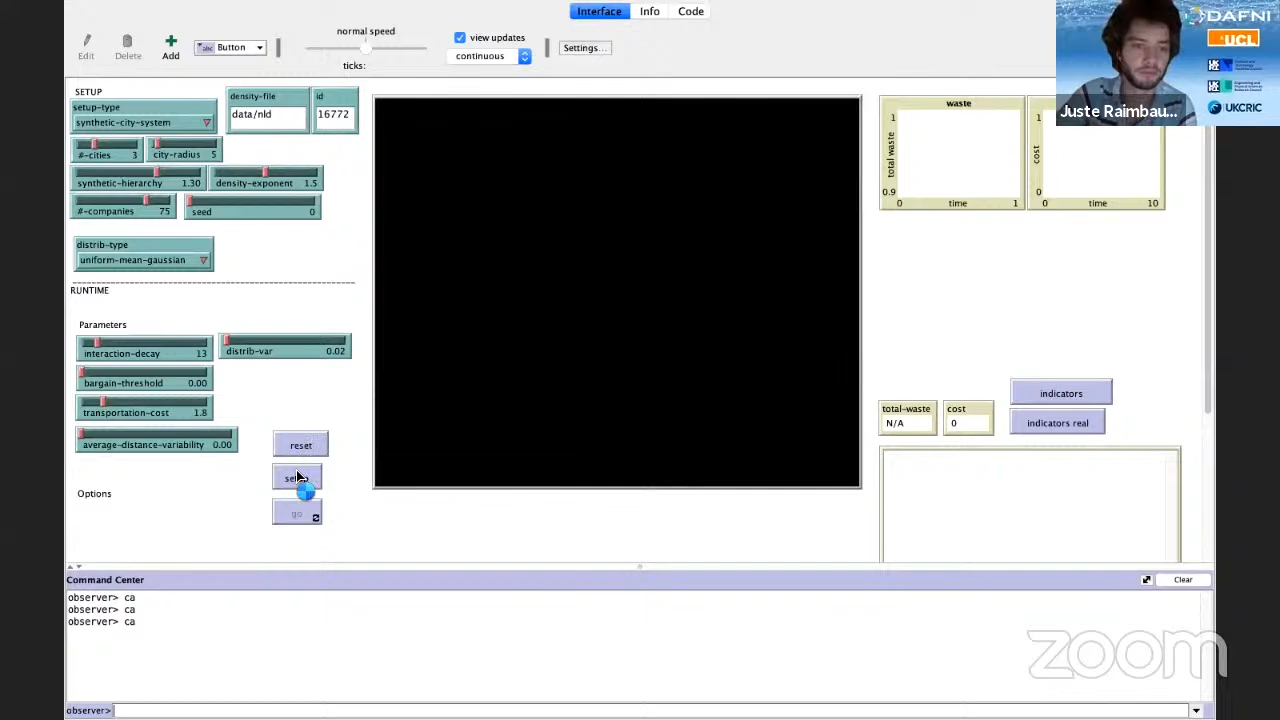 Interface Info Code
DAFNI
UCL
UKCRIC
Juste Raimbau...
Edit Delete Add
Button
normal speed
ticks:
view updates
continuous
Settings...
SETUP
setup-type
synthetic-city-system
density-file
data/nld
id
16772
#-cities 3
city-radius 5
synthetic-hierarchy 1.30
density-exponent 1.5
#-companies 75
seed 0
distrib-type
uniform-mean-gaussian
RUNTIME
Parameters
interaction-decay 13
distrib-var 0.02
bargain-threshold 0.00
transportation-cost 1.8
average-distance-variability 0.00
reset
go
Options
waste
1
total waste
0.9
0 time 1
1
cost
0
0 time 10
total-waste
N/A
cost
0
indicators
indicators real
Command Center
Clear
observer> ca
observer> ca
observer> ca
observer>
zoom